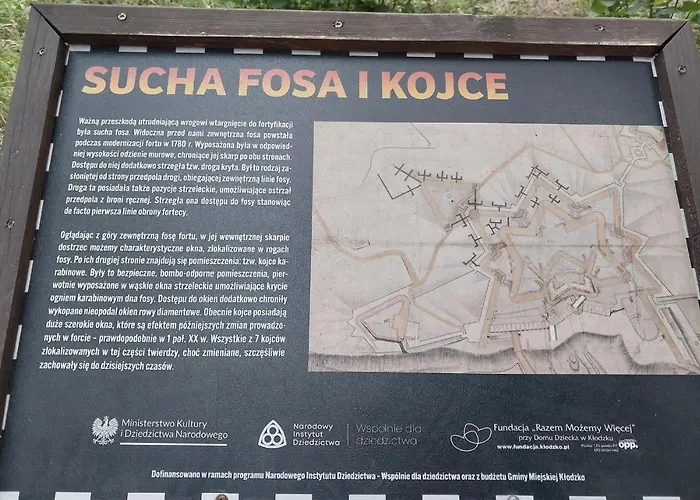 SUCHA FOSA I KOJCE
Ważną przeszkodą utrudniającą wrogowi wtargnięcie do fortyfikacji
była sucha fosa. Widoczna przed nami zewnętrzna fosa powstała
podczas modernizacji fortu w 1780 r. Wyposażona była w odpowied-
niej wysokości odzienie murowe, chroniące jej skarp po obu stronach.
Dostępu do niej dodatkowo strzegła tzw. droga kryta. Był to rodzaj za-
słoniętej od strony przedpola drogi, obiegającej zewnętrzną linie fosy.
Droga ta posiadała także pozycje strzeleckie, umożliwiające ostrzał
przedpola z broni ręcznej. Strzegła ona dostępu do fosy stanowiąc
de facto pierwsza linie obrony fortecy.
Oglądając z góry zewnętrzną fosę fortu, w jej wewnętrznej skarpie
dostrzec możemy charakterystyczne okna, zlokalizowane w rogach
fosy. Po ich drugiej stronie znajdują się pomieszczenia: tzw. kojce ka-
rabinowe. Były to bezpieczne, bombo-odporne pomieszczenia, pier-
wotnie wyposażone w wąskie okna strzeleckie umożliwiające krycie
ogniem karabinowym dna fosy. Dostępu do okien dodatkowo chroniły
wykopane nieopodal okien rowy diamentowe. Obecnie kojce posiadają
duże szerokie okna, które są efektem późniejszych zmian prowadzo-
nych w forcie - prawdopodobnie w 1 poł. XX w. Wszystkie z 7 kojców
zlokalizowanych w tej części twierdzy, choć zmieniane, szczęśliwie
zachowały się do dzisiejszych czasów.
Ministerstwo Kultury
i Dziedzictwa Narodowego
Narodowy
Instytut
Dziedzictwa
Wspólnie dla
dziedzictwa
Fundacja „Razem Możemy Więcej”
przy Domu Dziecka w Kłodzku
www.fundacja.klodzko.pl
opp.
Dofinansowano w ramach programu Narodowego Instytutu Dziedzictwa - Wspólnie dla dziedzictwa oraz z budżetu Gminy Miejskiej Kłodzko